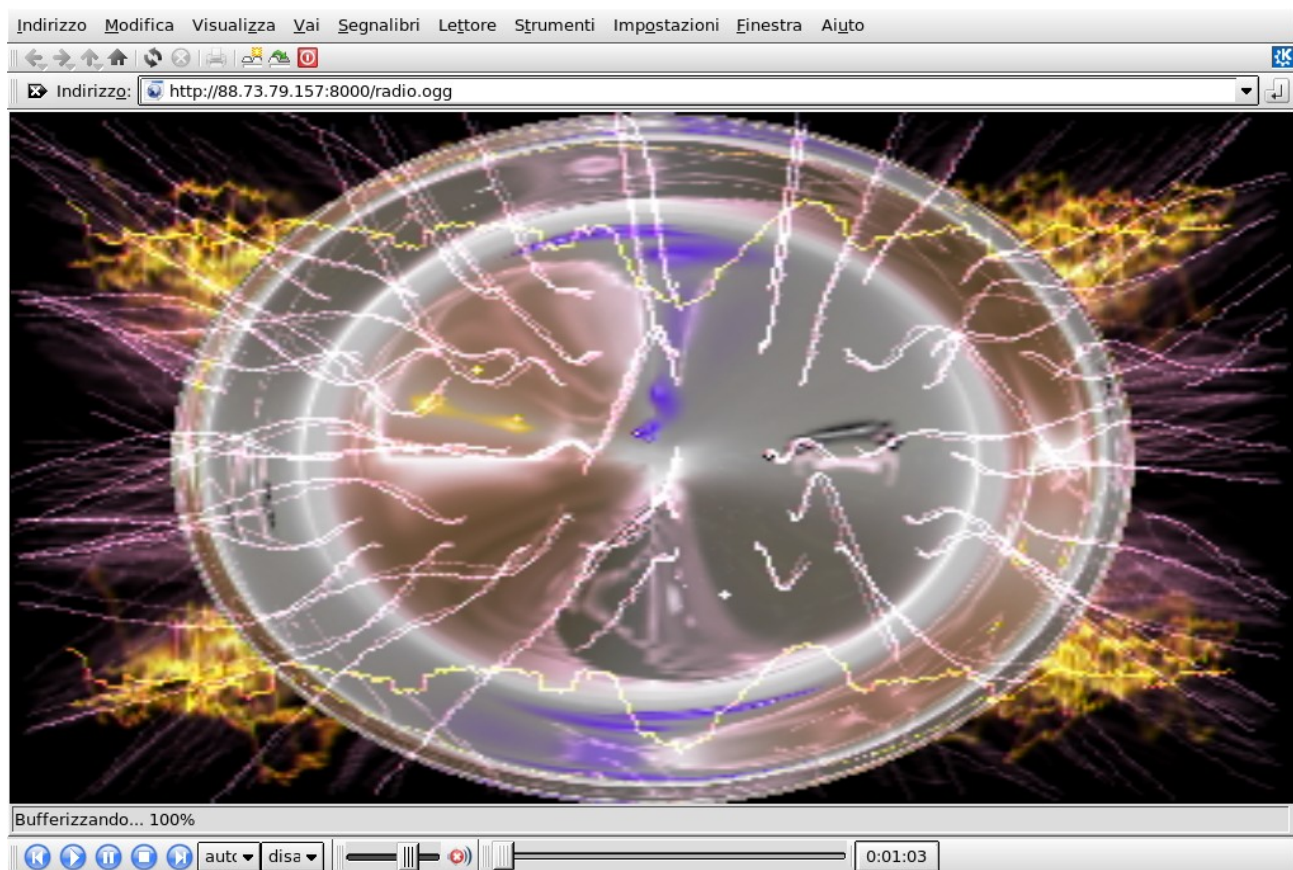 Indirizzo Modifica Visualizza Vai Segnalibri Lettore Strumenti Impostazioni Finestra Aiuto
Indirizzo: http://88.73.79.157:8000/radio.ogg
Bufferizzando... 100%
autc disa 0:01:03